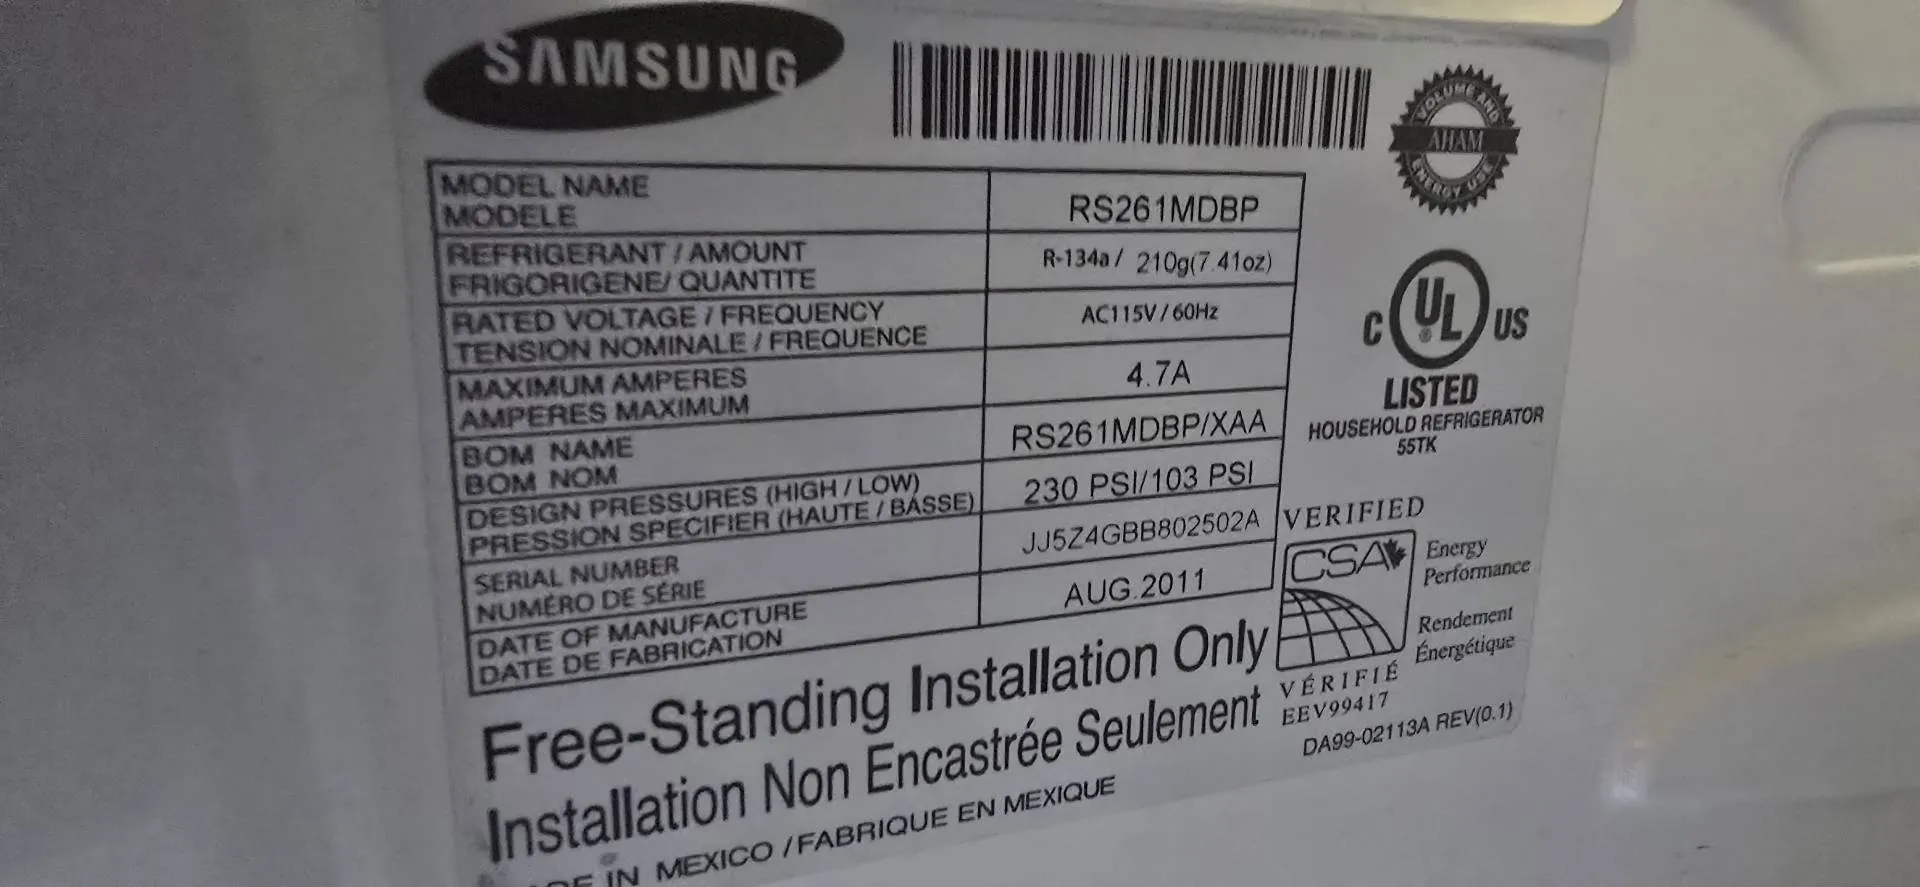 SAMSUNG
VOLUME AND
AHAM
ENERGY USE
MODEL NAME
MODELE
RS261MDBP
REFRIGERANT / AMOUNT
FRIGORIGENE/ QUANTITE
R-134a / 210g(7.41oz)
RATED VOLTAGE / FREQUENCY
TENSION NOMINALE / FREQUENCE
AC115V / 60Hz
MAXIMUM AMPERES
AMPERES MAXIMUM
4.7A
BOM NAME
BOM NOM
RS261MDBP/XAA
DESIGN PRESSURES (HIGH / LOW)
PRESSION SPECIFIER (HAUTE / BASSE)
230 PSI/103 PSI
SERIAL NUMBER
NUMÉRO DE SÉRIE
JJ5Z4GBB802502A
DATE OF MANUFACTURE
DATE DE FABRICATION
AUG.2011
C UL® US
LISTED
HOUSEHOLD REFRIGERATOR
55TK
VERIFIED
CSA
Energy
Performance
Rendement
Énergétique
VÉRIFIÉ
EEV99417
DA99-02113A REV(0.1)
Free-Standing Installation Only
Installation Non Encastrée Seulement
IN MEXICO / FABRIQUE EN MEXIQUE